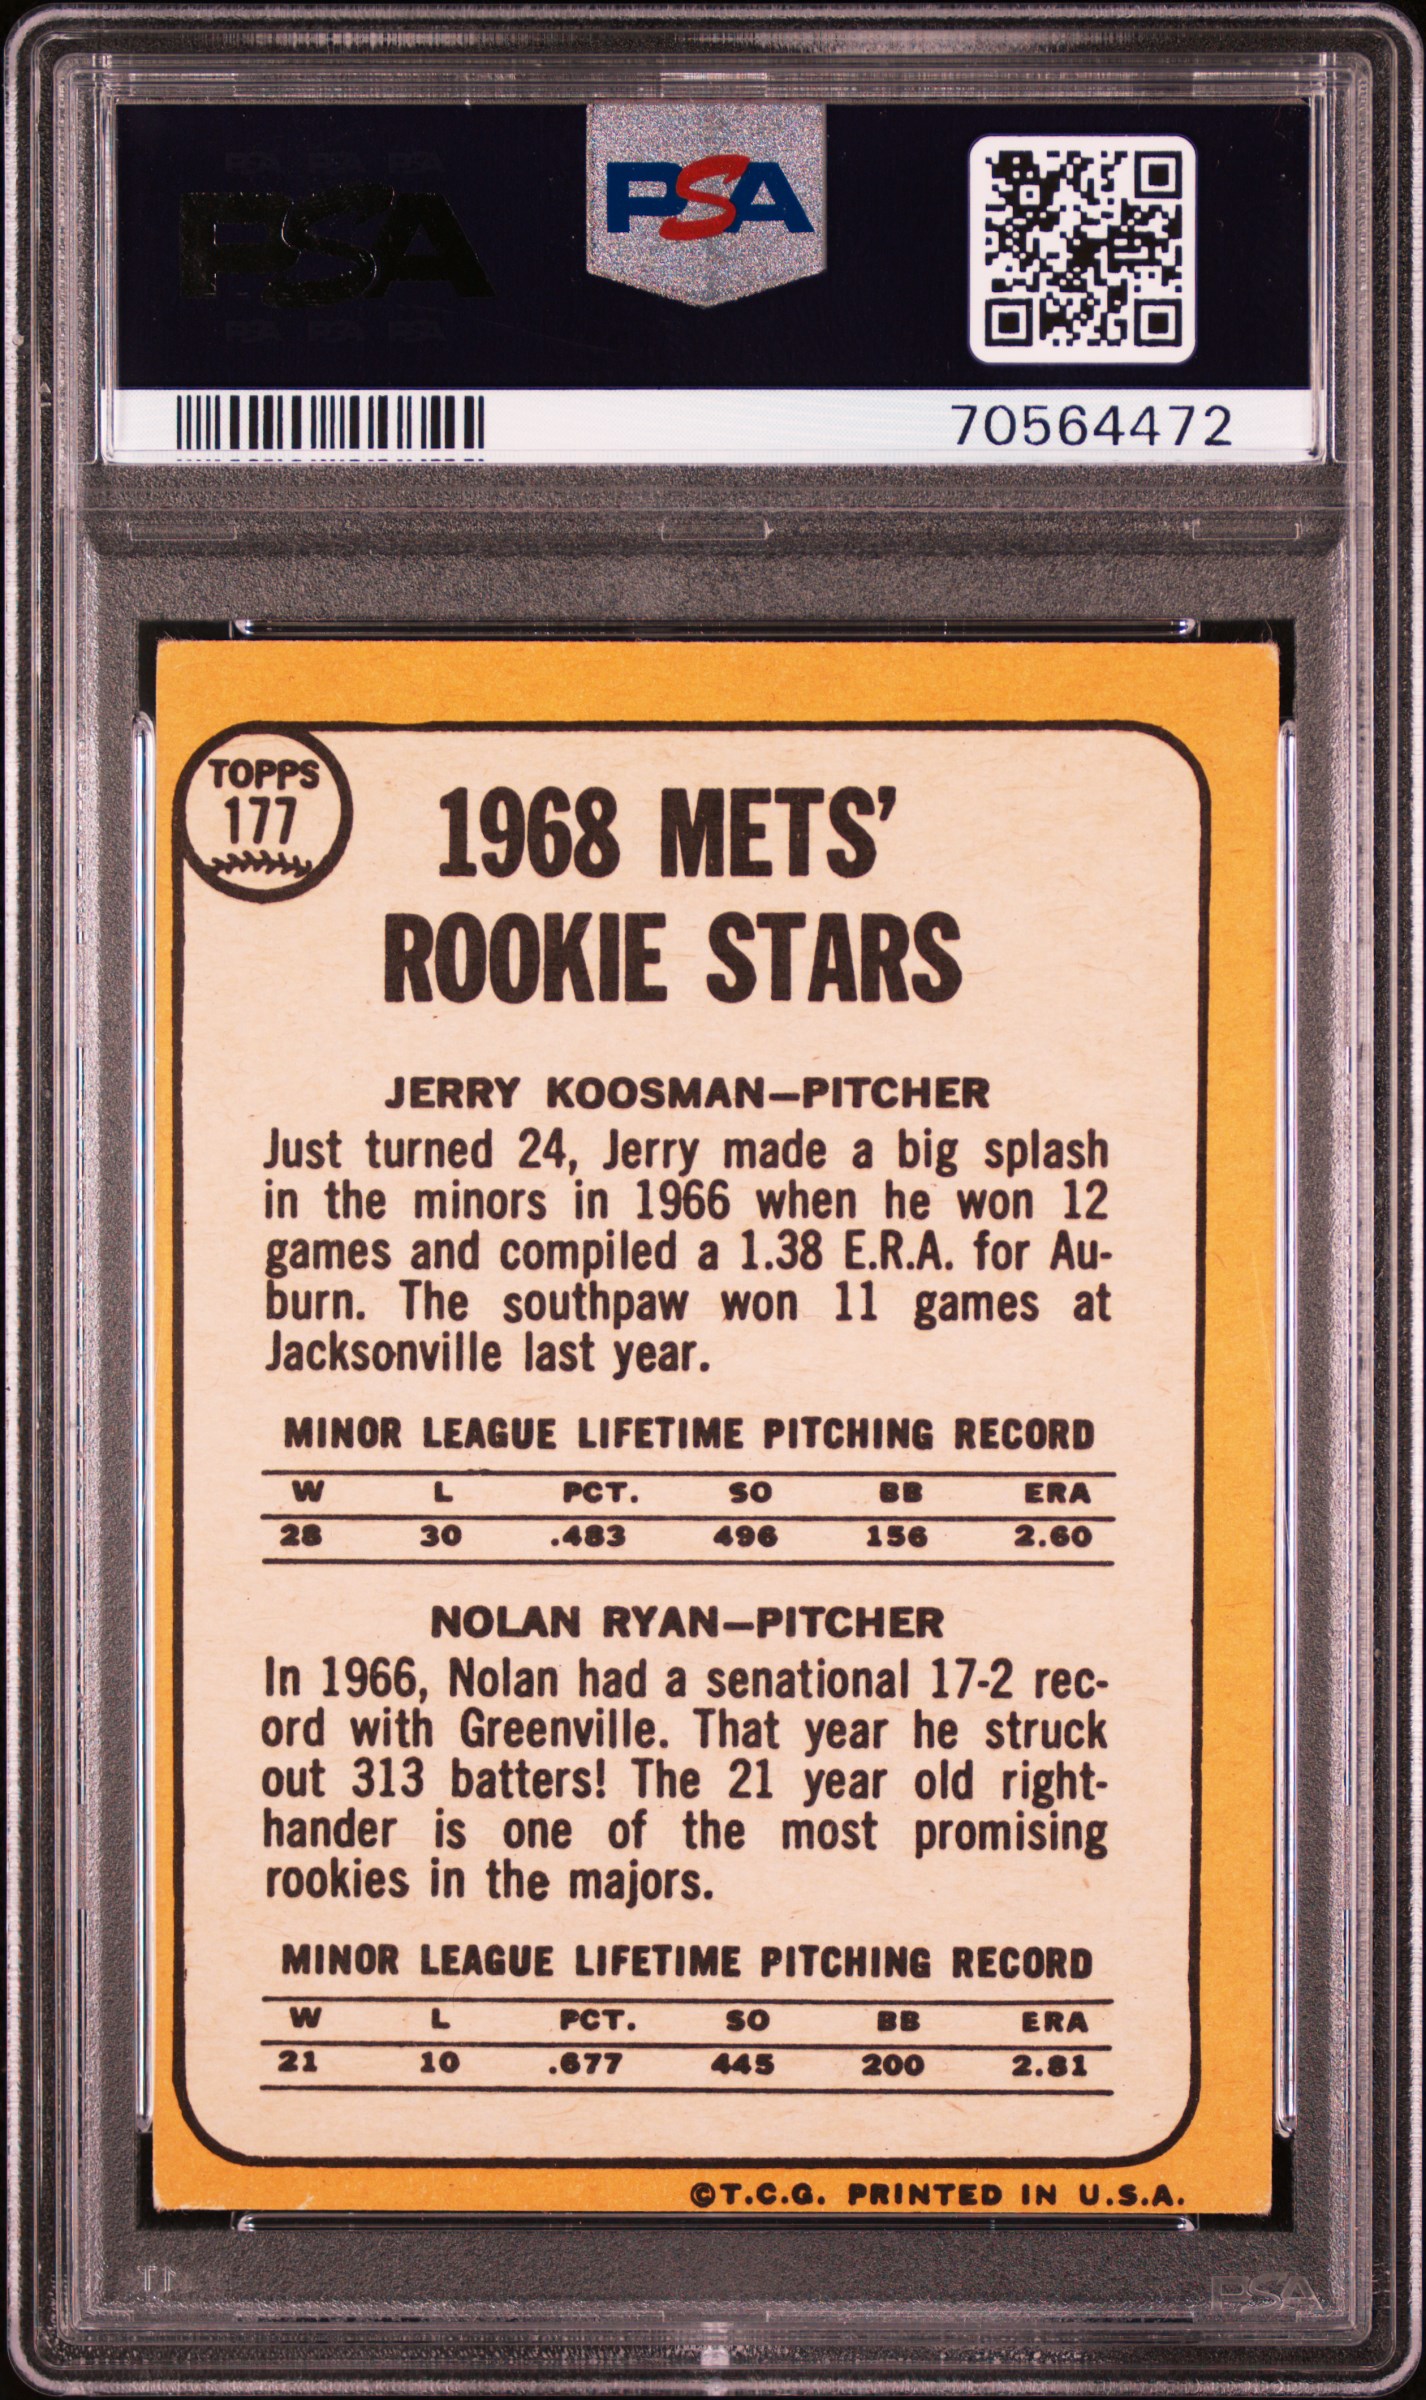 PSA
PSA
70564472
TOPPS
177
1968 METS'
ROOKIE STARS
JERRY KOOSMAN—PITCHER
Just turned 24, Jerry made a big splash
in the minors in 1966 when he won 12
games and compiled a 1.38 E.R.A. for Au-
burn. The southpaw won 11 games at
Jacksonville last year.
MINOR LEAGUE LIFETIME PITCHING RECORD
W L PCT. SO BB ERA
28 30 .483 496 156 2.60
NOLAN RYAN—PITCHER
In 1966, Nolan had a senational 17-2 rec-
ord with Greenville. That year he struck
out 313 batters! The 21 year old right-
hander is one of the most promising
rookies in the majors.
MINOR LEAGUE LIFETIME PITCHING RECORD
W L PCT. SO BB ERA
21 10 .677 445 200 2.81
©T.C.G. PRINTED IN U.S.A.
PSA